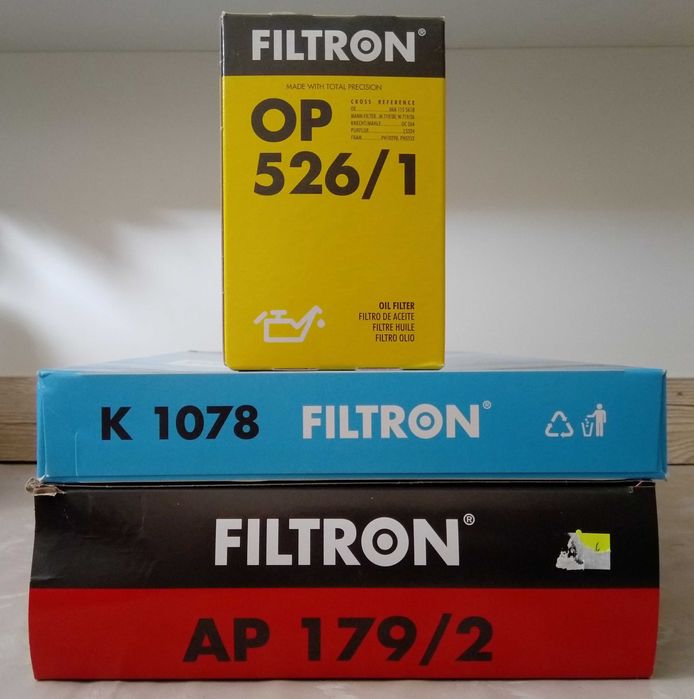 FILTRON®
MADE WITH TOTAL PRECISION
OP
526/1
CROSS REFERENCE
OIL FILTER
FILTRO DE ACEITE
FILTRE HUILE
FILTRO OLIO
K 1078 FILTRON®
FILTRON®
AP 179/2